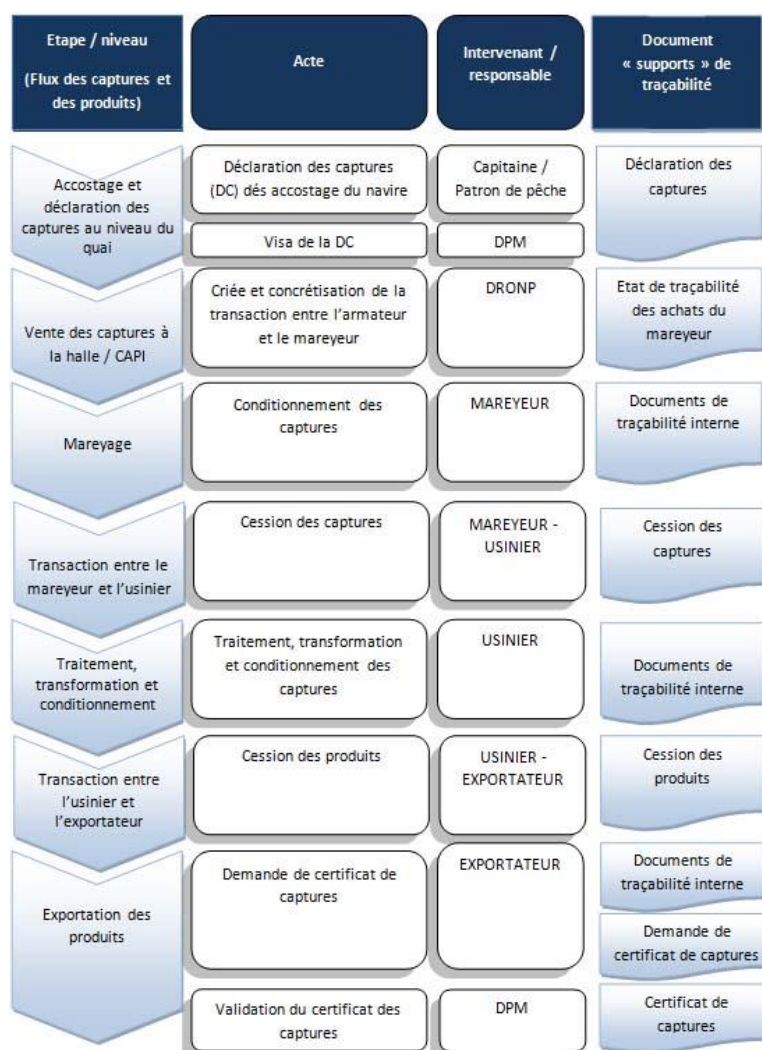 Etape / niveau
(Flux des captures et
des produits)
Acte
Intervenant /
responsable
Document
« supports » de
traçabilité
Accostage et
déclaration des
captures au niveau du
quai
Déclaration des captures
(DC) dés accostage du navire
Capitaine /
Patron de pêche
Déclaration des
captures
Visa de la DC
DPM
Vente des captures à
la halle / CAPI
Criée et concrétisation de la
transaction entre l'armateur
et le mareyeur
DRONP
Etat de traçabilité
des achats du
mareyeur
Mareyage
Conditionnement des
captures
MAREYEUR
Documents de
traçabilité interne
Transaction entre le
mareyeur et l'usinier
Cession des captures
MAREYEUR -
USINIER
Cession des
captures
Traitement,
transformation et
conditionnement
Traitement, transformation
et conditionnement des
captures
USINIER
Documents de
traçabilité interne
Transaction entre
l'usinier et
l'exportateur
Cession des produits
USINIER -
EXPORTATEUR
Cession des
produits
Exportation des
produits
Demande de certificat de
captures
EXPORTATEUR
Documents de
traçabilité interne
Demande de
certificat de captures
Validation du certificat des
captures
DPM
Certificat de
captures